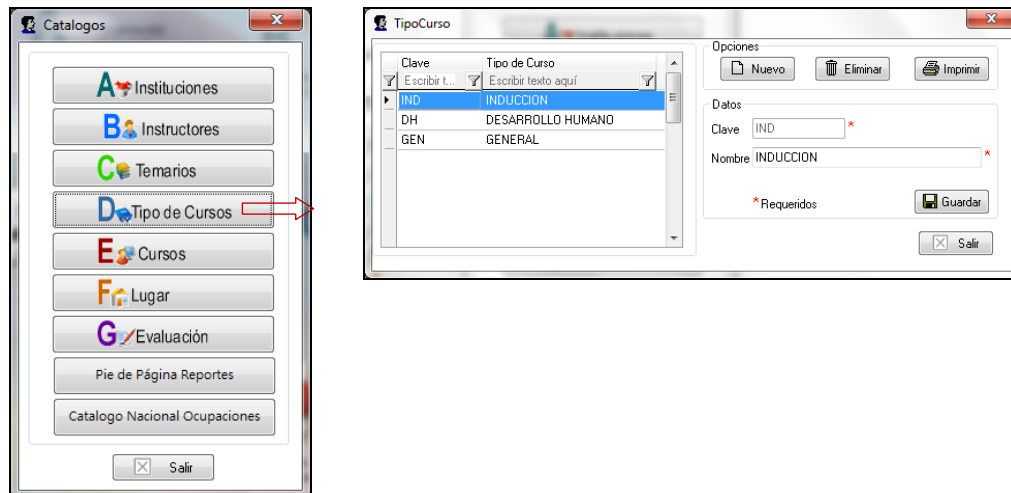 Catalogos
A Instituciones
B Instructores
C Temarios
D Tipo de Cursos
E Cursos
F Lugar
G Evaluación
Pie de Página Reportes
Catalogo Nacional Ocupaciones
Salir
TipoCurso
Clave Tipo de Curso
Escribir t... Escribir texto aquí
IND INDUCCION
DH DESARROLLO HUMANO
GEN GENERAL
Opciones
Nuevo Eliminar Imprimir
Datos
Clave IND *
Nombre INDUCCION *
*Requeridos Guardar
Salir